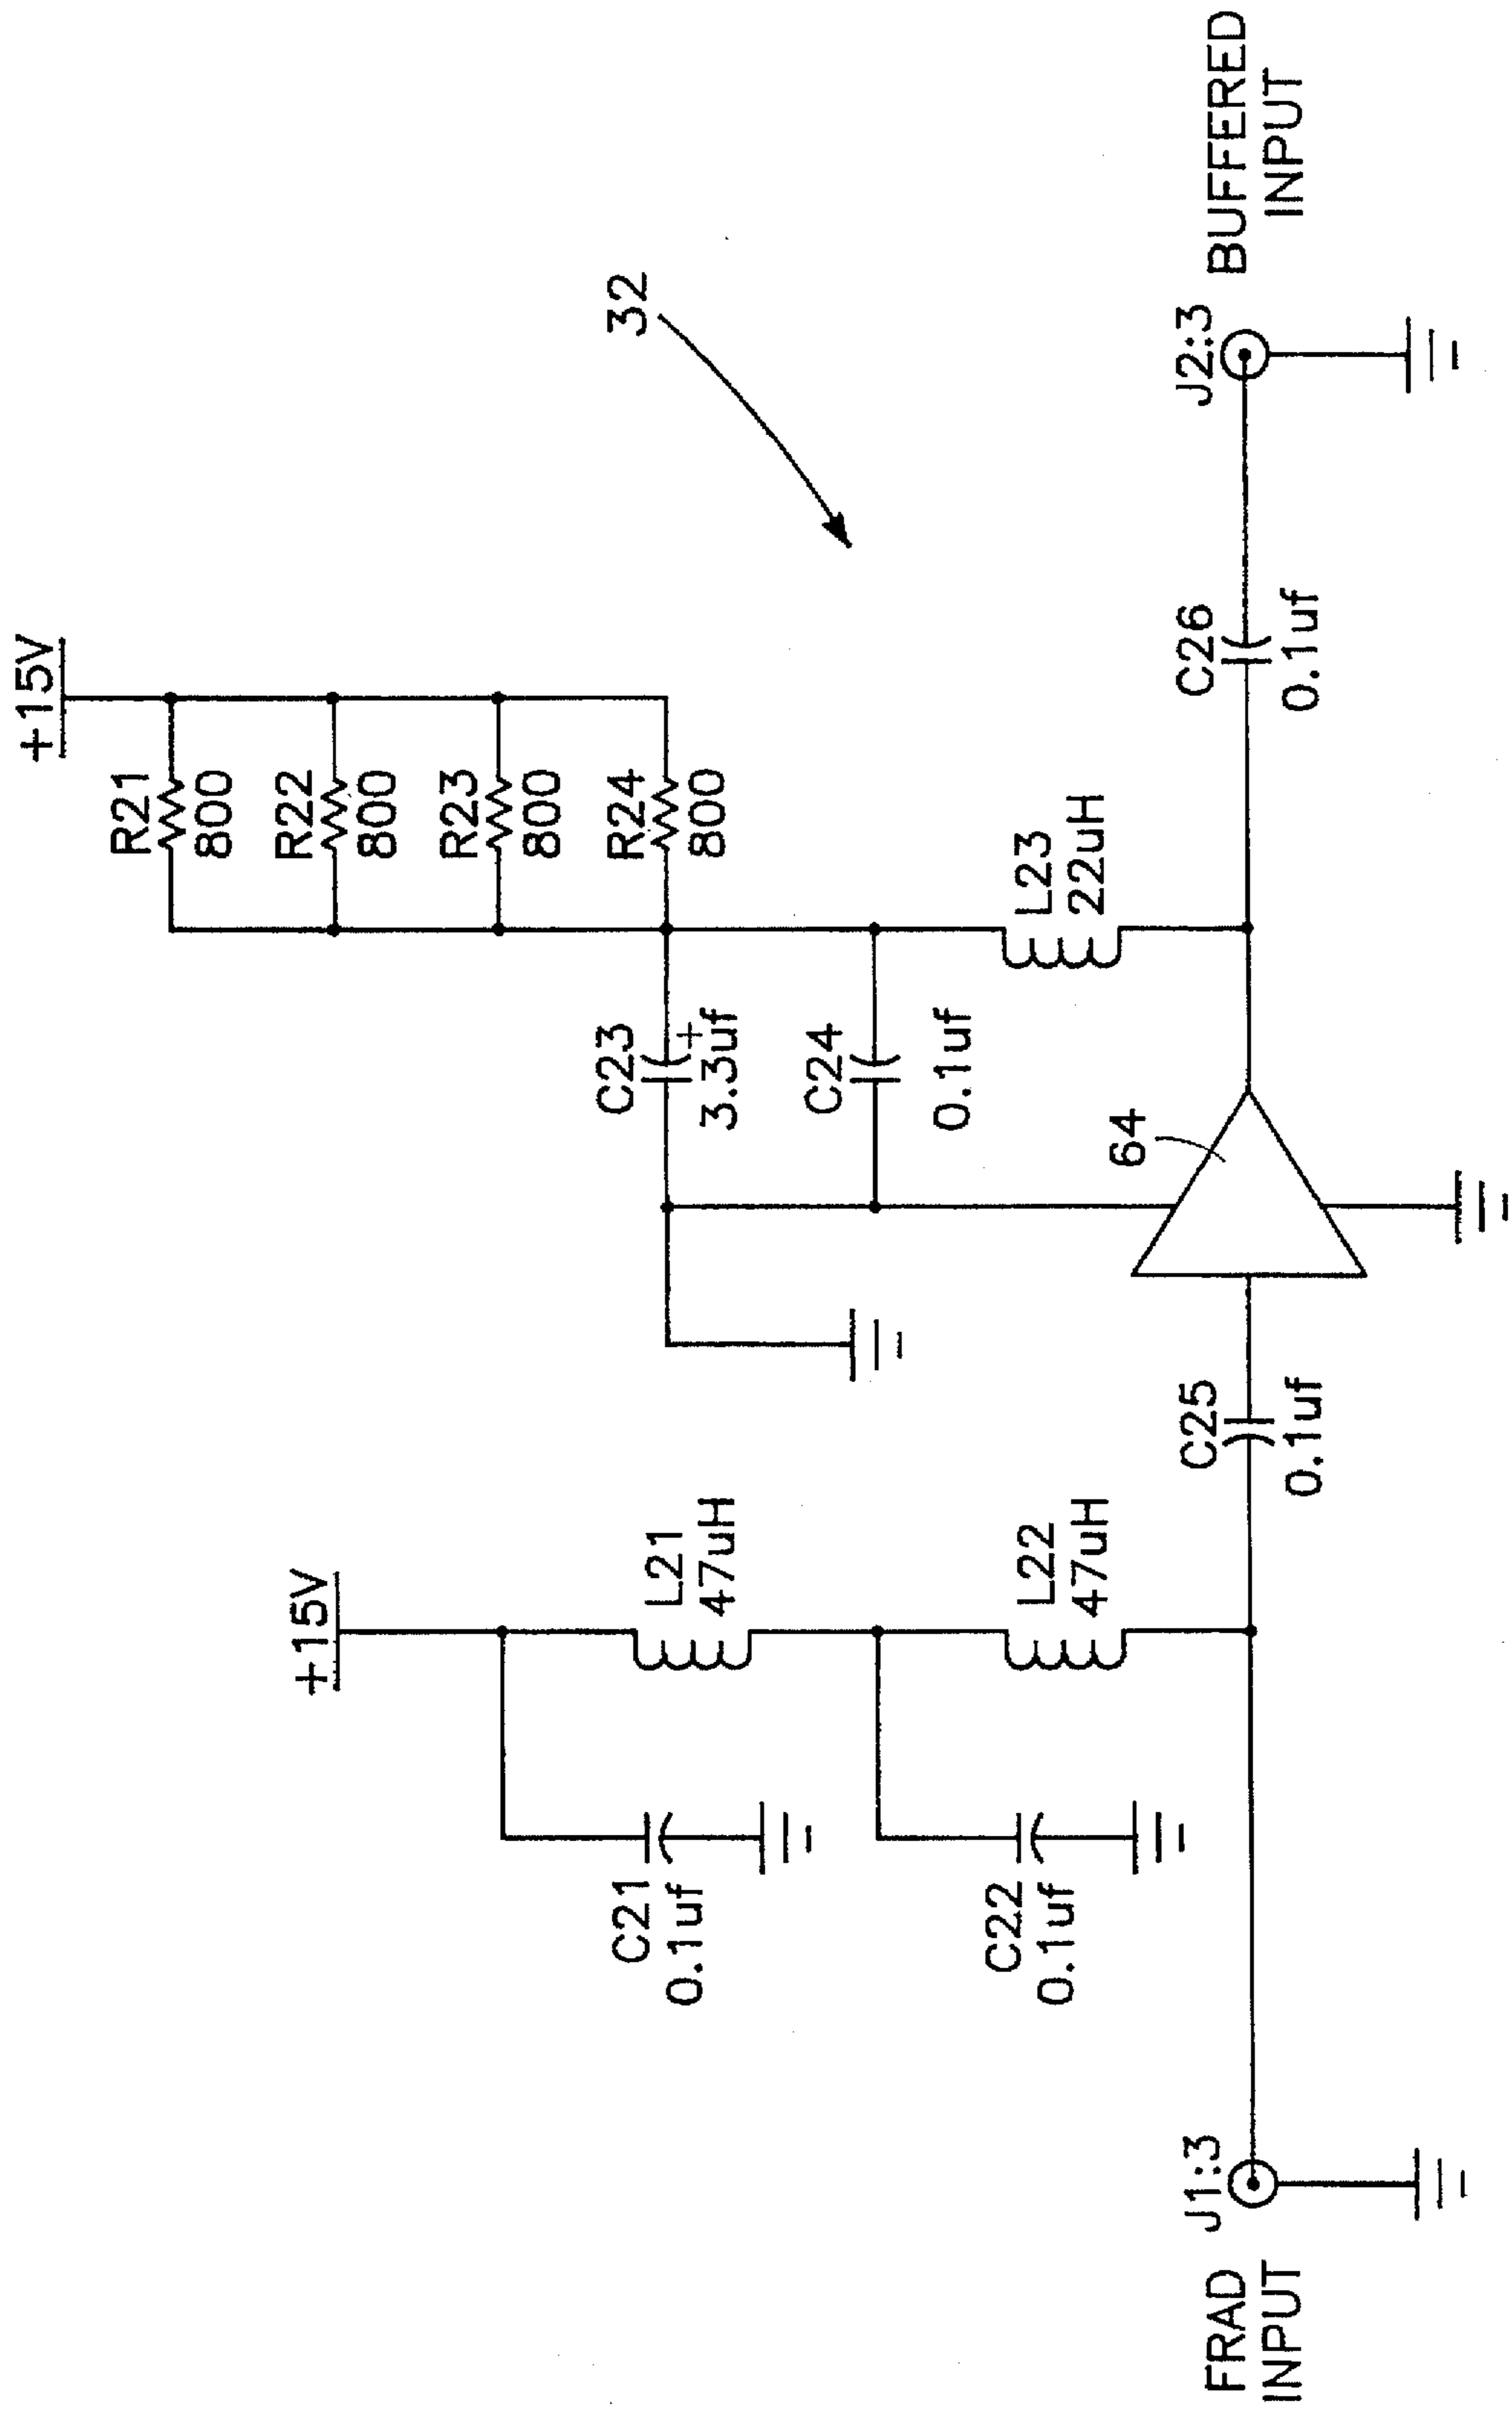 +15V
R21
800
R22
800
R23
800
R24
800
32
+15V
C23
+
3.3uf
L21
47uH
C21
0.1uf
C24
0.1uf
L23
22uH
L22
47uH
C22
0.1uf
64
FRAD
INPUT
J1:3
C25
0.1uf
C26
0.1uf
J2:3
BUFFERED
INPUT